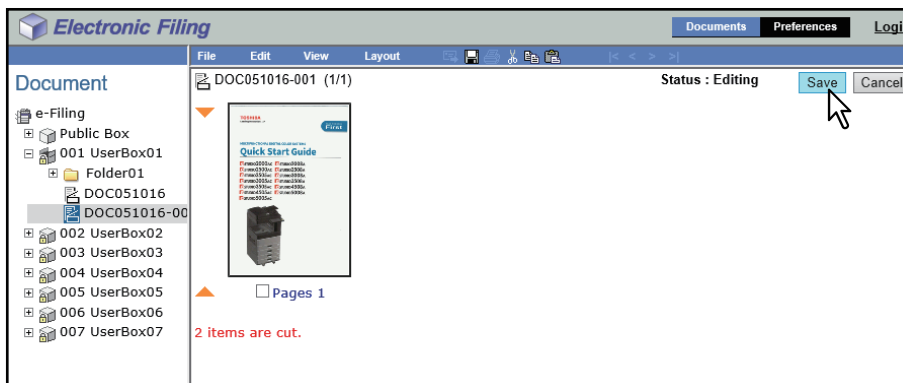 Electronic Filing
Documents
Preferences
Logi
File Edit View Layout
Document
DOC051016-001 (1/1)
Status : Editing
Save
Cancel
e-Filing
Public Box
001 UserBox01
Folder01
DOC051016
DOC051016-00
002 UserBox02
003 UserBox03
004 UserBox04
005 UserBox05
006 UserBox06
007 UserBox07
TOSHIBA
First
Quick Start Guide
Pages 1
2 items are cut.
|< < > >|